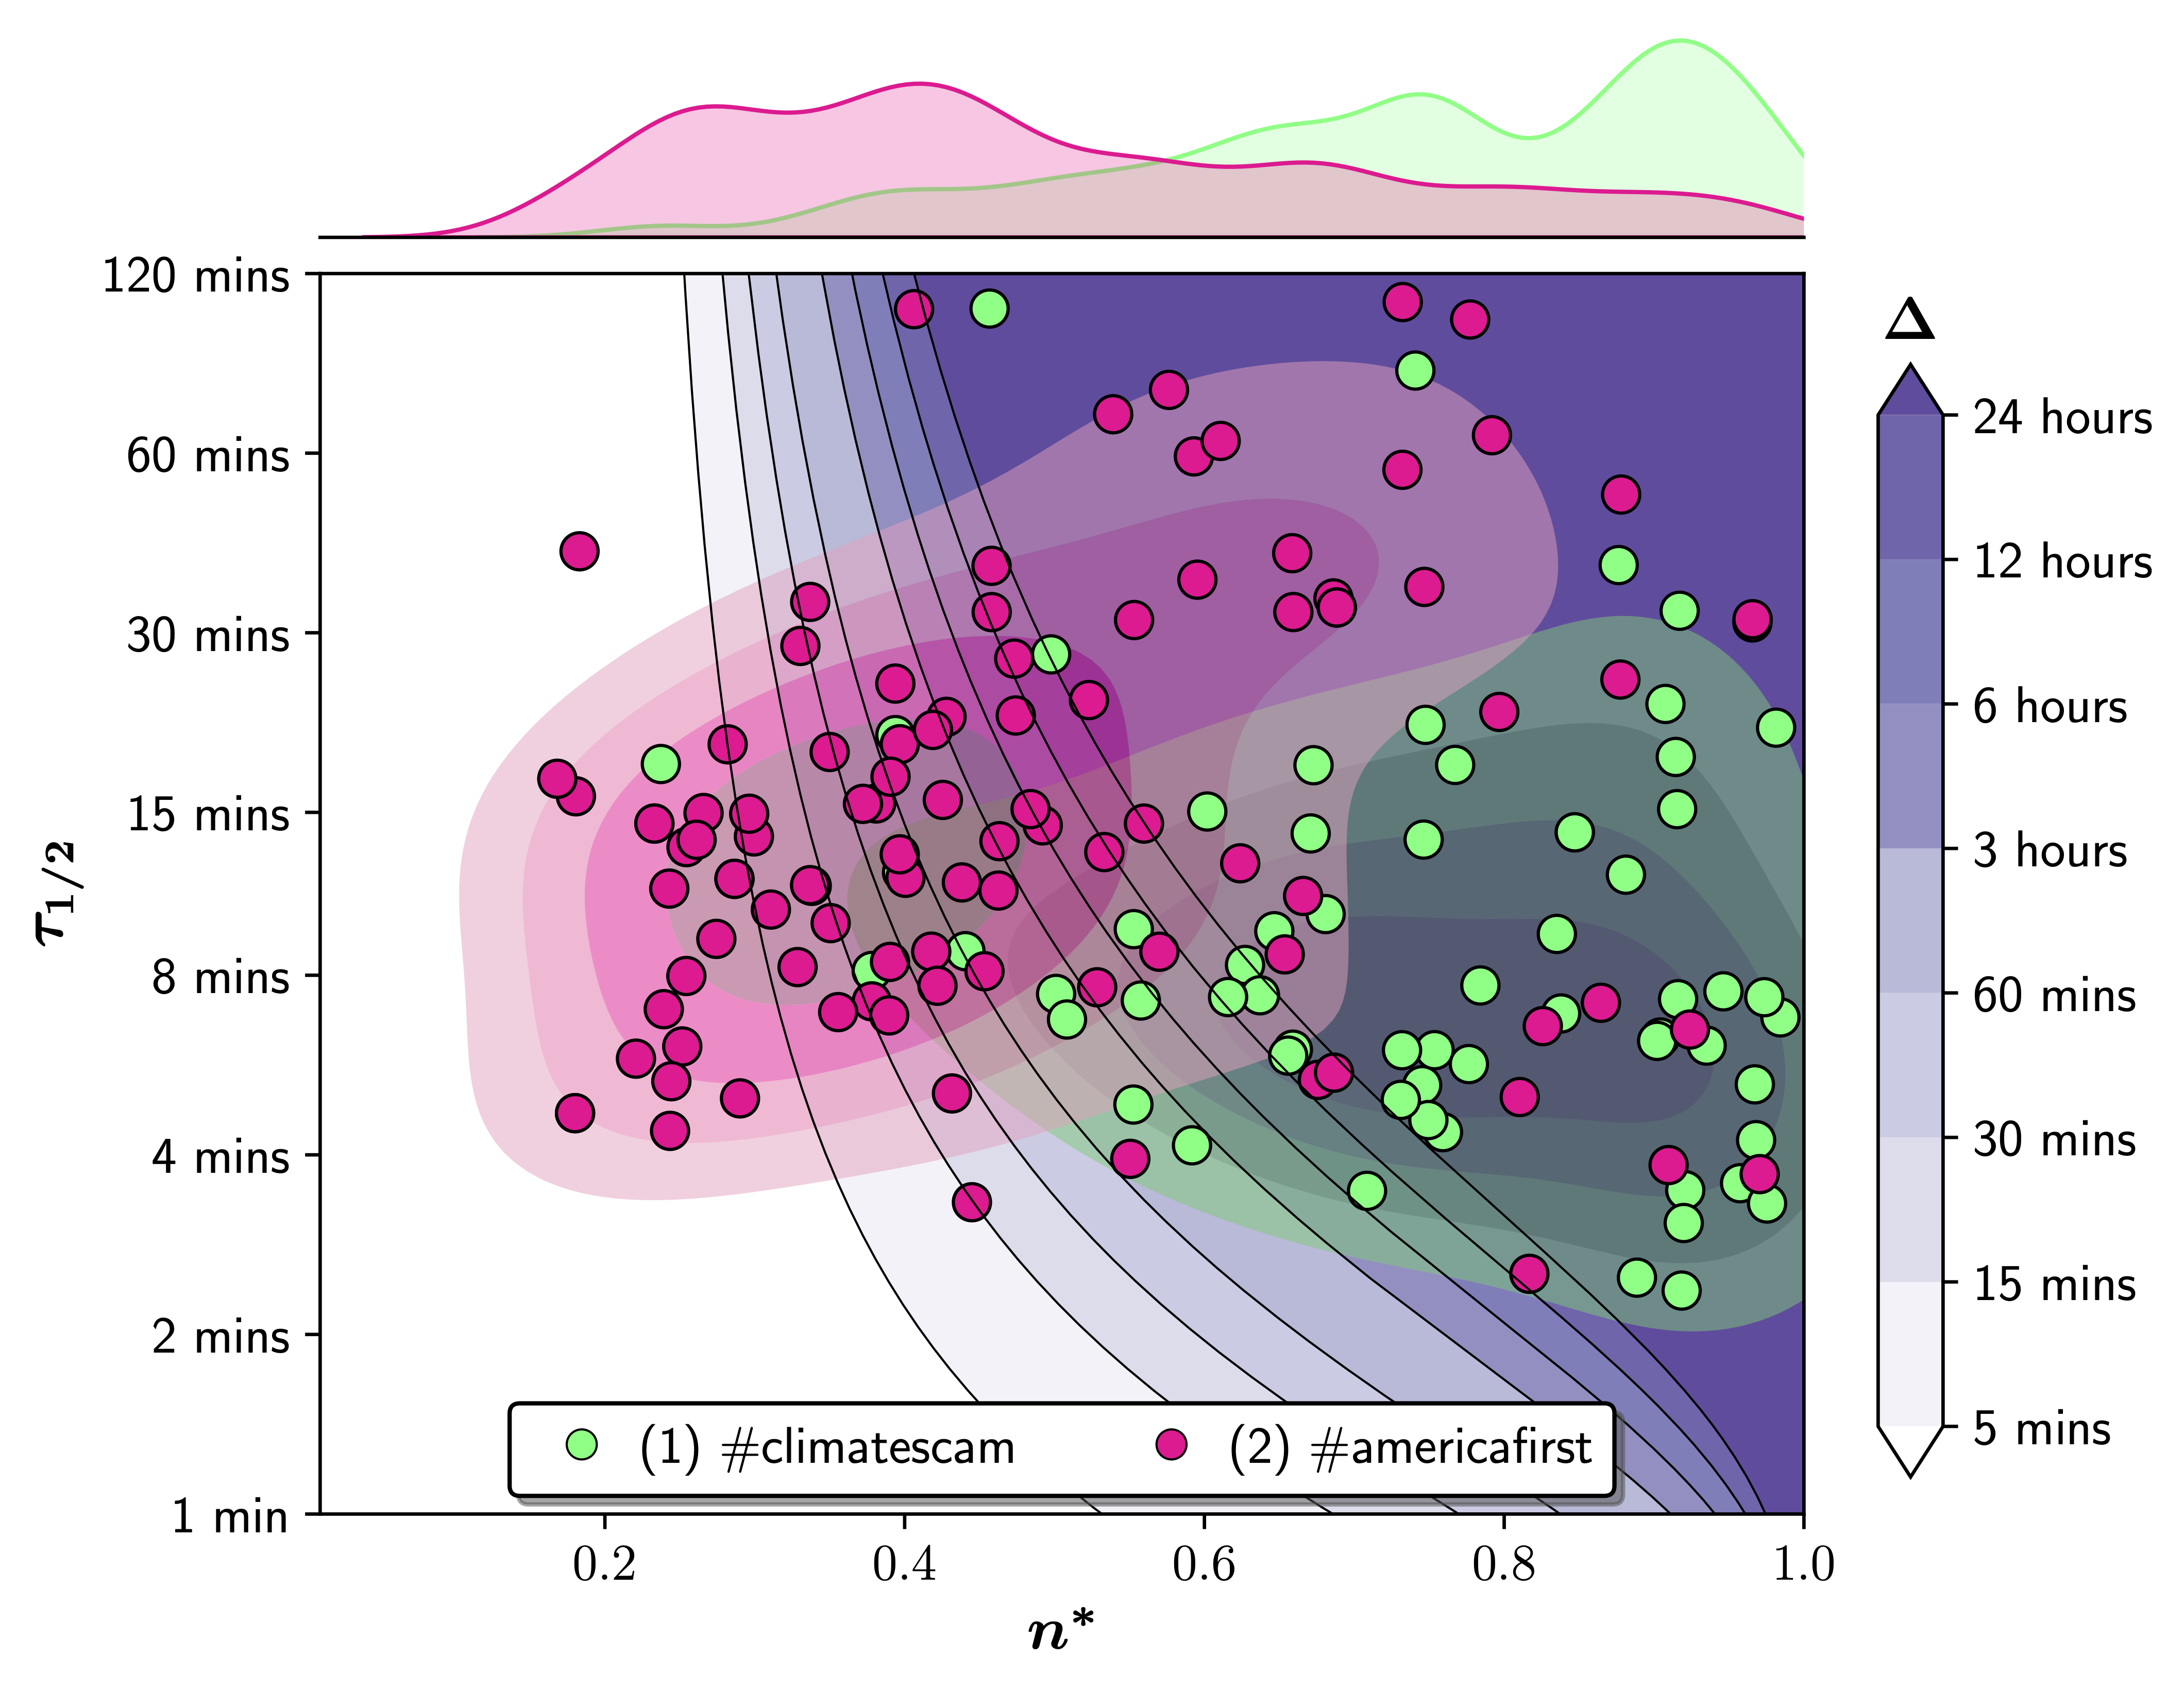 120 mins
60 mins
30 mins
15 mins
8 mins
4 mins
2 mins
1 min
τ1/2
0.2 0.4 0.6 0.8 1.0
n*
(1) #climatescam (2) #americafirst
Δ
24 hours
12 hours
6 hours
3 hours
60 mins
30 mins
15 mins
5 mins